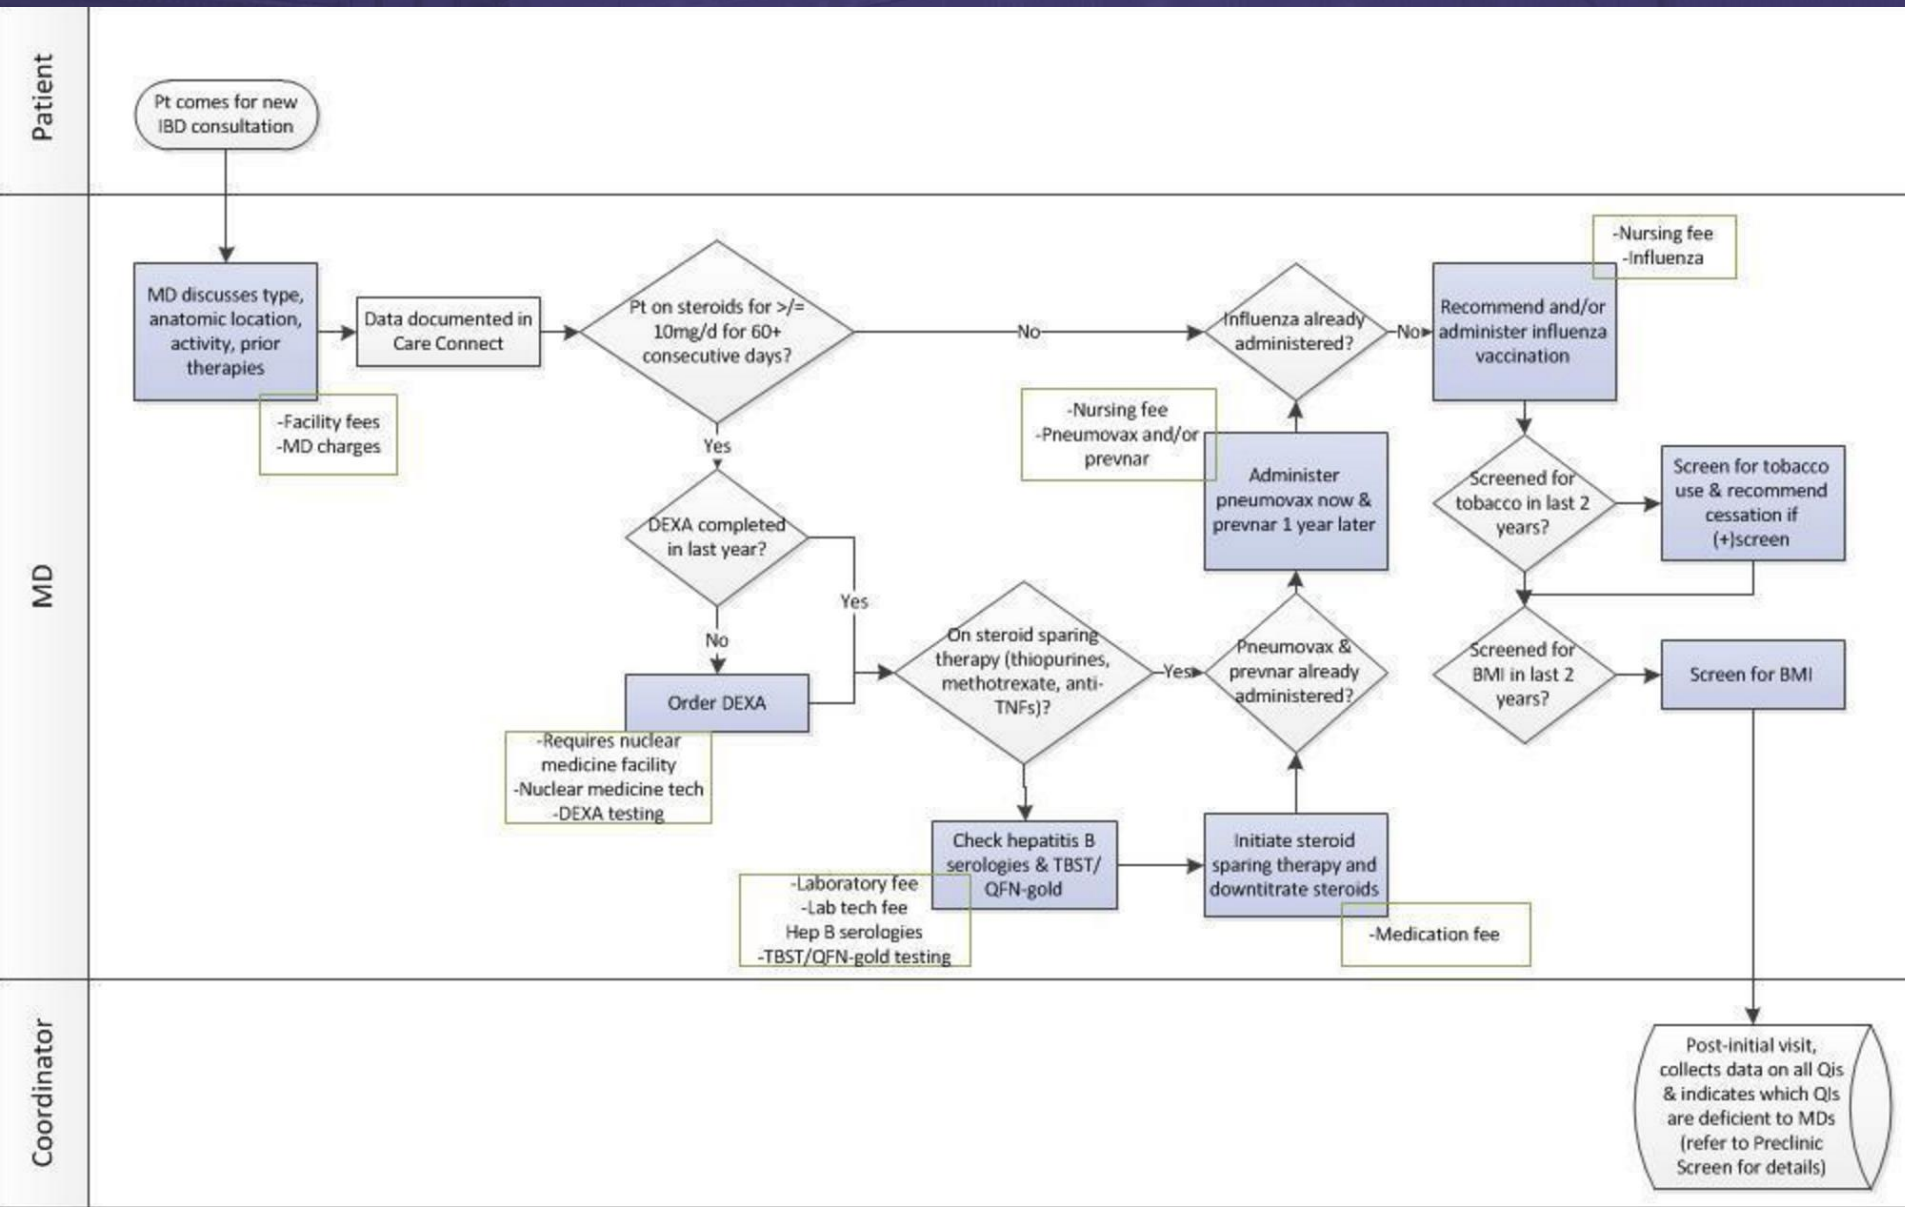 Patient
Pt comes for new
IBD consultation
MD
MD discusses type,
anatomic location,
activity, prior
therapies
-Facility fees
-MD charges
Data documented in
Care Connect
Pt on steroids for >/=
10mg/d for 60+
consecutive days?
No
Yes
DEXA completed
in last year?
Yes
No
Order DEXA
-Requires nuclear
medicine facility
-Nuclear medicine tech
-DEXA testing
On steroid sparing
therapy (thiopurines,
methotrexate, anti-
TNFs)?
Yes
Check hepatitis B
serologies & TBST/
QFN-gold
-Laboratory fee
-Lab tech fee
Hep B serologies
-TBST/QFN-gold testing
Initiate steroid
sparing therapy and
downtitrate steroids
-Medication fee
Pneumovax &
prevnar already
administered?
Administer
pneumovax now &
prevnar 1 year later
-Nursing fee
-Pneumovax and/or
prevnar
Influenza already
administered?
No
Recommend and/or
administer influenza
vaccination
-Nursing fee
-Influenza
Screened for
tobacco in last 2
years?
Screen for tobacco
use & recommend
cessation if
(+)screen
Screened for
BMI in last 2
years?
Screen for BMI
Coordinator
Post-initial visit,
collects data on all Qis
& indicates which QIs
are deficient to MDs
(refer to Preclinic
Screen for details)